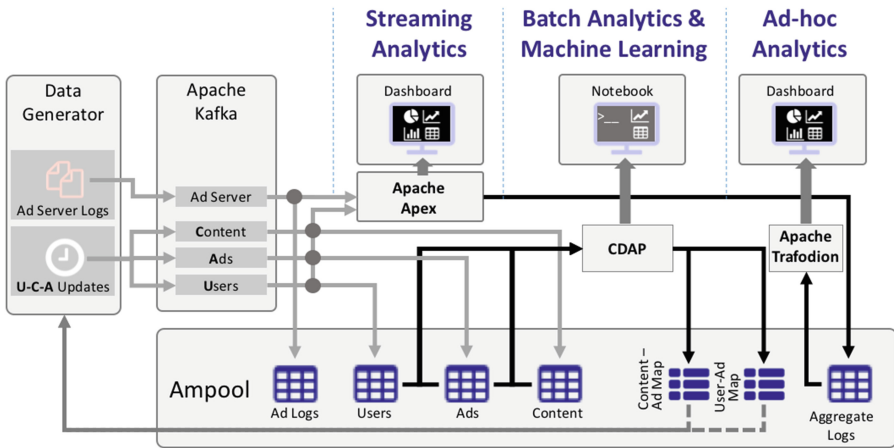 Streaming
Analytics
Batch Analytics &
Machine Learning
Ad-hoc
Analytics
Data
Generator
Ad Server Logs
U-C-A Updates
Apache
Kafka
Ad Server
Content
Ads
Users
Dashboard
Apache
Apex
Notebook
>__
CDAP
Dashboard
Apache
Trafodion
Ampool
Ad Logs
Users
Ads
Content
Content –
Ad Map
User-Ad
Map
Aggregate
Logs